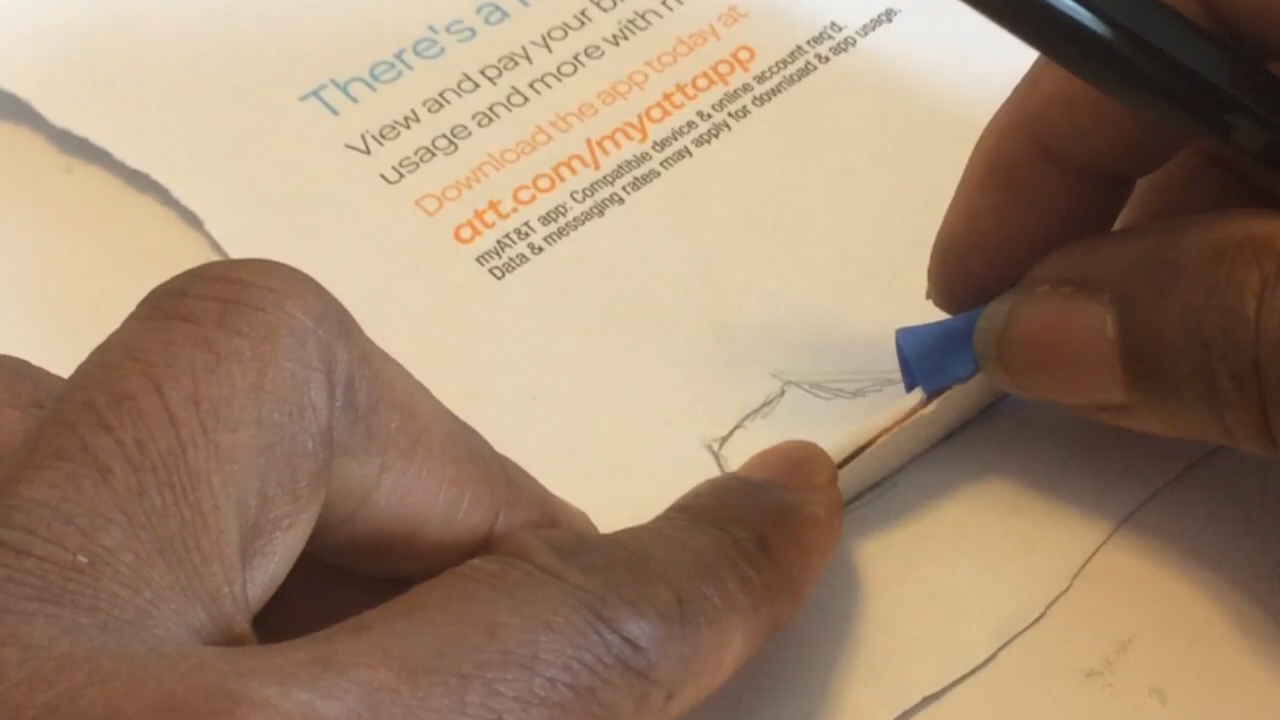 There's a
View and pay your
usage and more with
Download the app today at
att.com/myattapp
myAT&T app: Compatible device & online account req'd.
Data & messaging rates may apply for download & app usage.